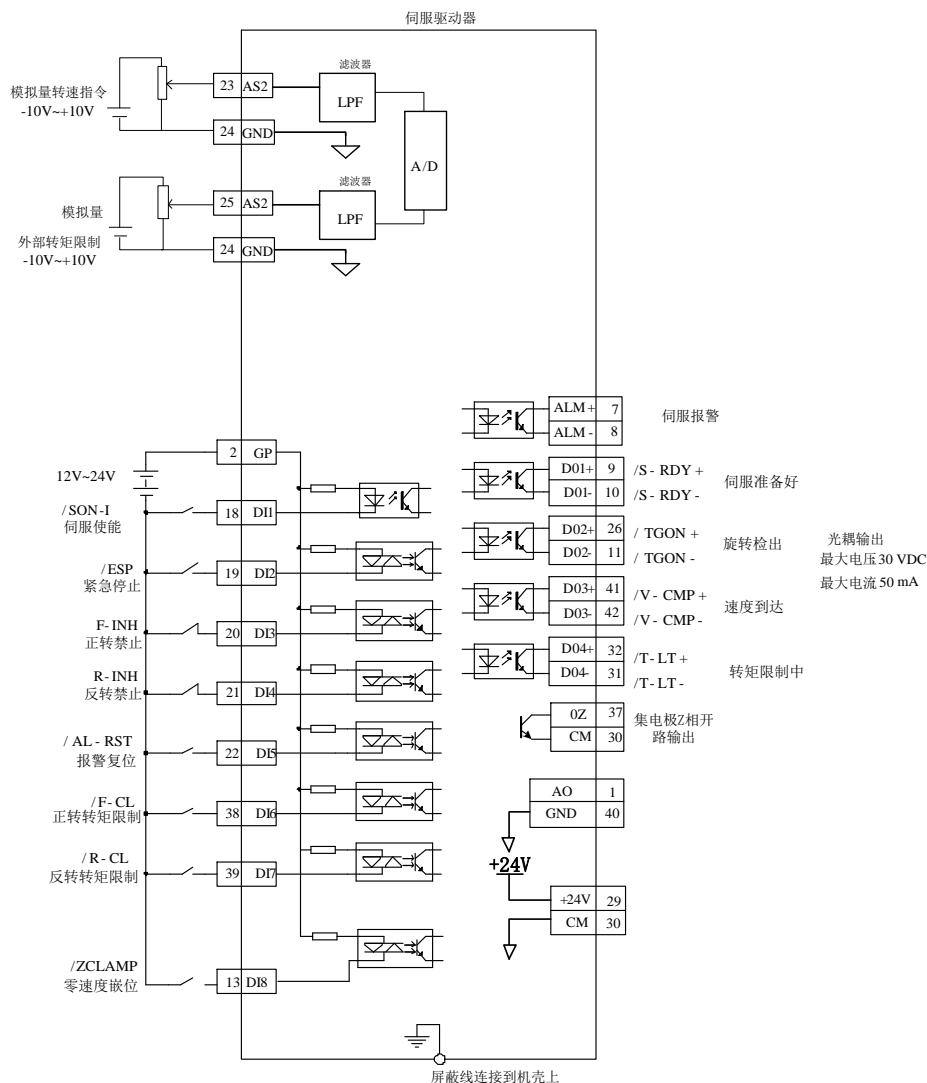 伺服驱动器
滤波器
模拟量转速指令
-10V~+10V
23 AS2
LPF
24 GND
A/D
滤波器
模拟量
25 AS2
LPF
外部转矩限制
-10V~+10V
24 GND
ALM+ 7
伺服报警
ALM- 8
2 GP
12V~24V
D01+ 9 /S-RDY+
伺服准备好
D01- 10 /S-RDY-
/SON-I
伺服使能
18 DI1
D02+ 26 /TGON+
旋转检出
光耦输出
D02- 11 /TGON-
最大电压30 VDC
最大电流50 mA
/ESP
紧急停止
19 DI2
D03+ 41 /V-CMP+
速度到达
D03- 42 /V-CMP-
F-INH
正转禁止
20 DI3
D04+ 32 /T-LT+
转矩限制中
D04- 31 /T-LT-
R-INH
反转禁止
21 DI4
0Z 37
集电极Z相开
CM 30
路输出
/AL-RST
报警复位
22 DI5
AO 1
GND 40
/F-CL
正转转矩限制
38 DI6
+24V
/R-CL
反转转矩限制
39 DI7
+24V 29
CM 30
/ZCLAMP
零速度嵌位
13 DI8
屏蔽线连接到机壳上